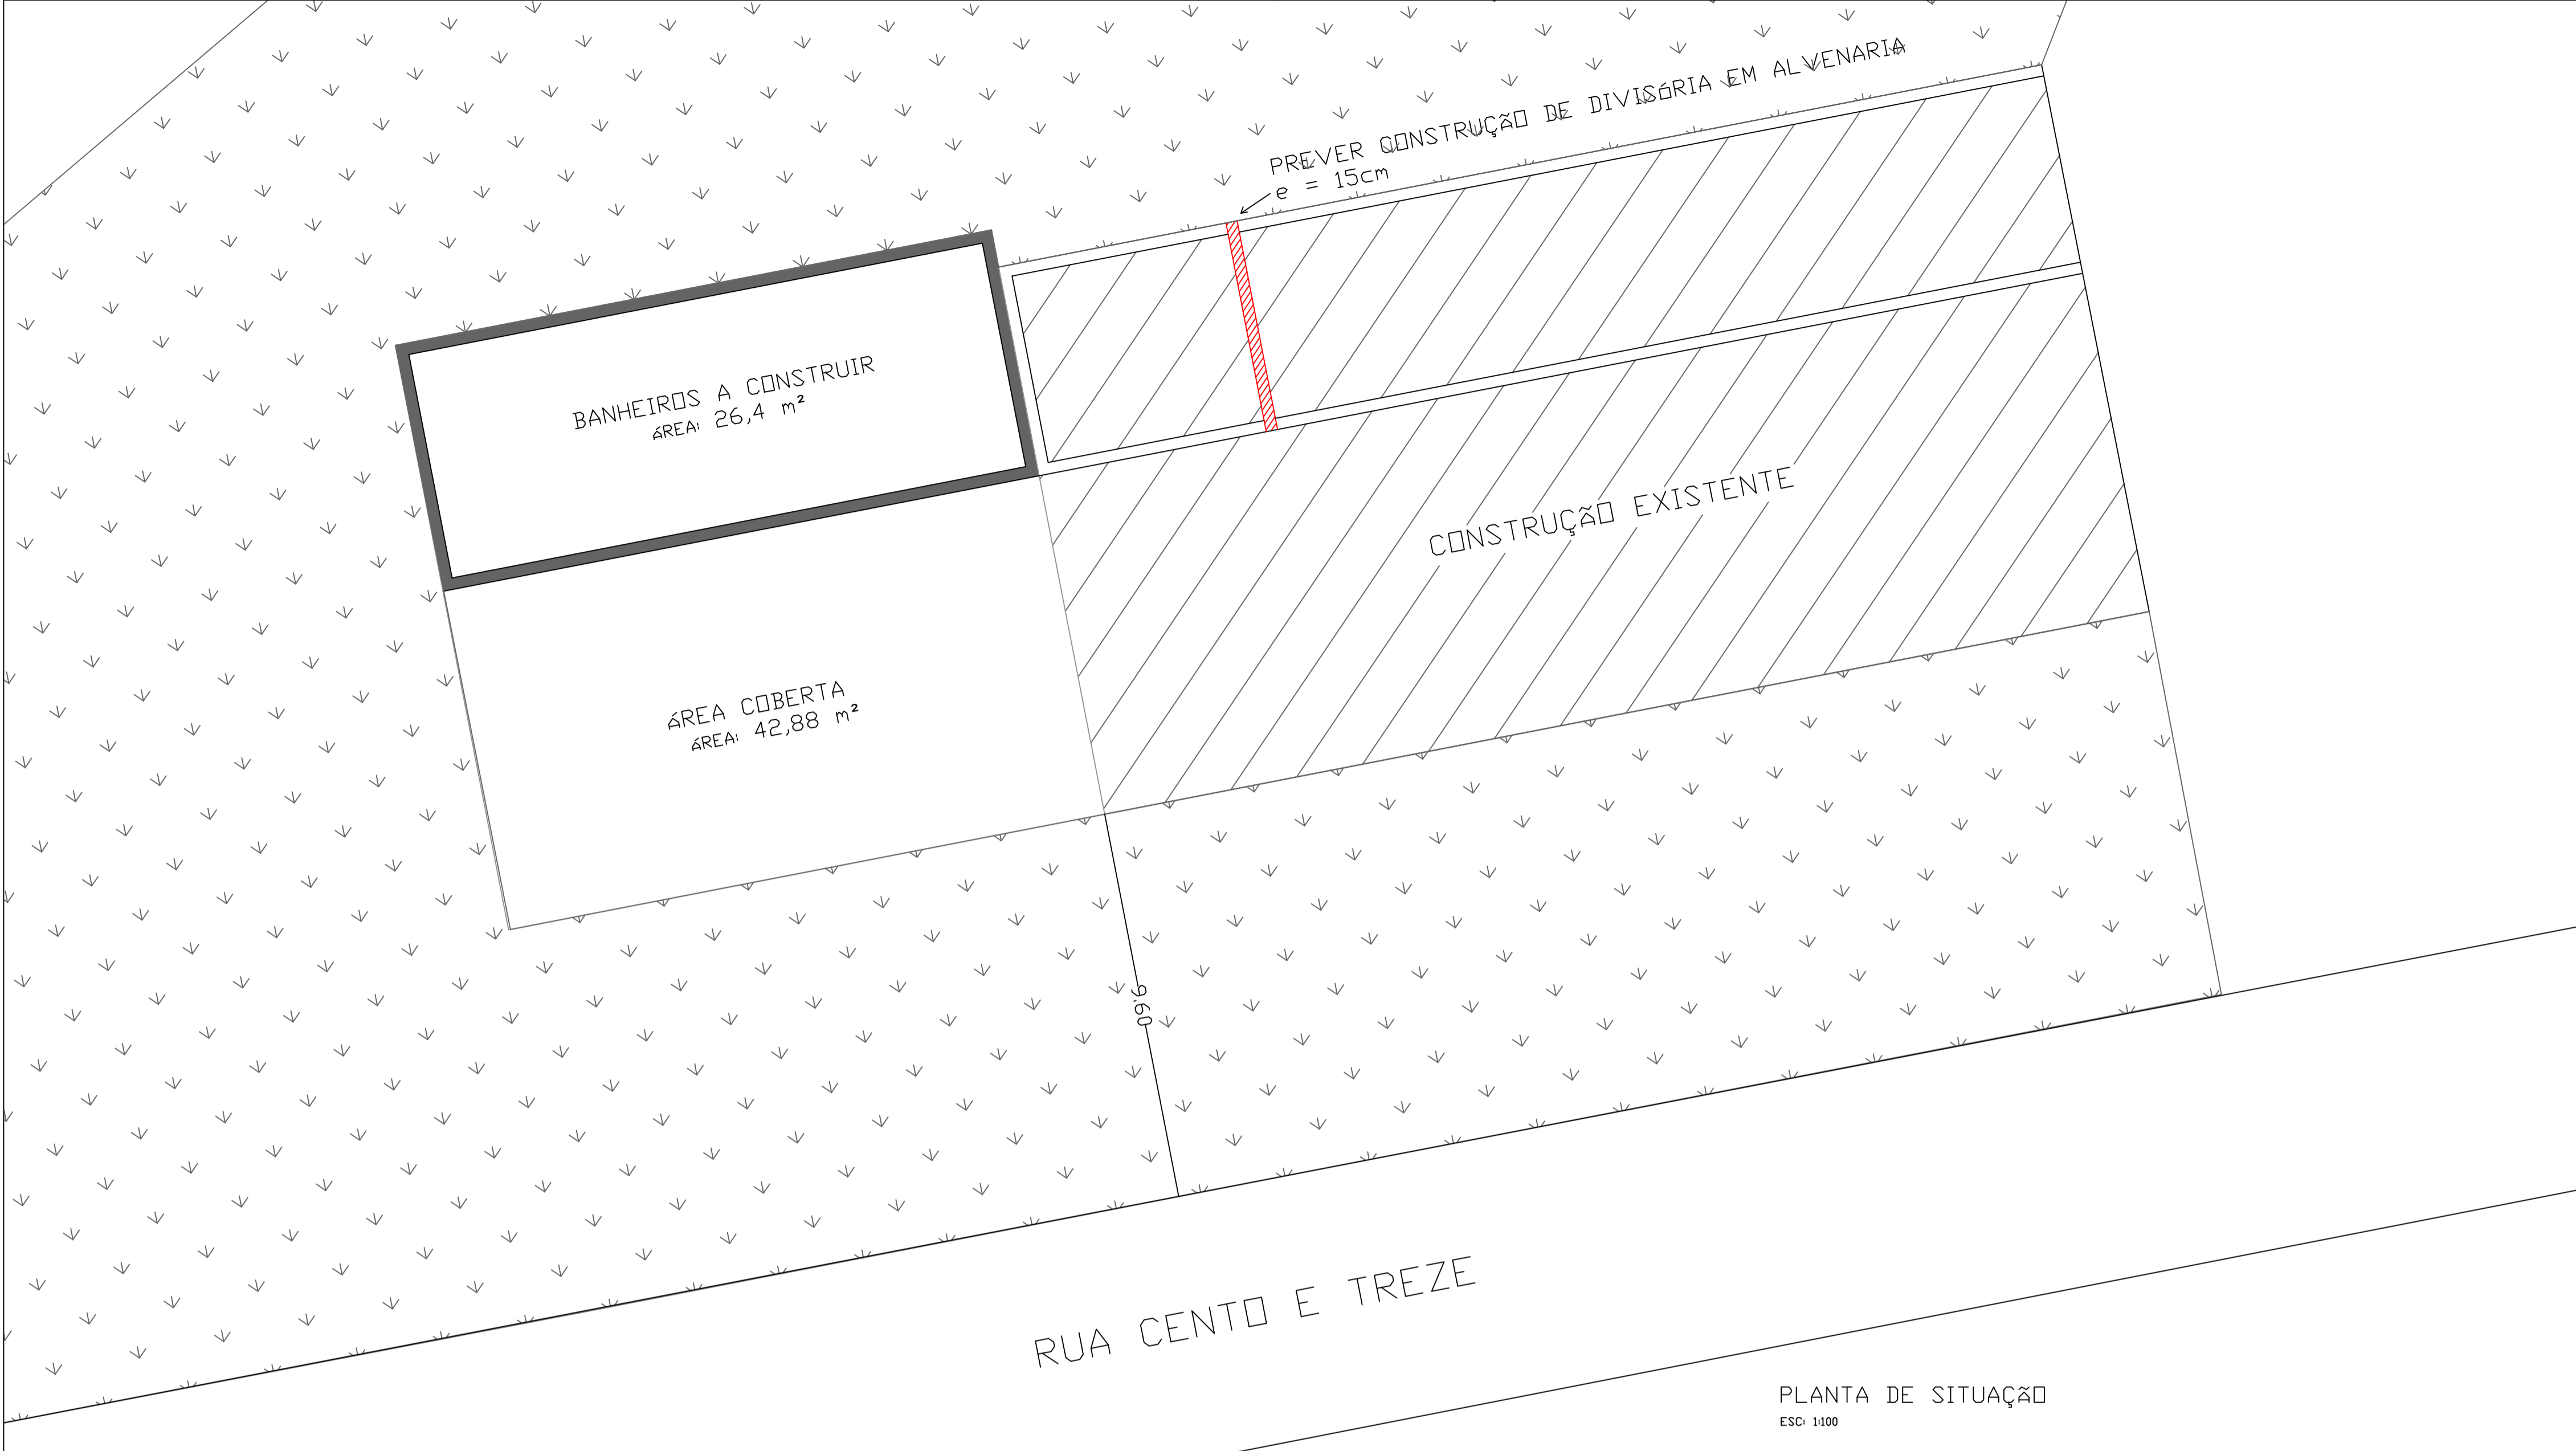 PREVER CONSTRUÇÃO DE DIVISÓRIA EM ALVENARIA
e = 15cm
BANHEIROS A CONSTRUIR
ÁREA: 26,4 m²
CONSTRUÇÃO EXISTENTE
ÁREA COBERTA
ÁREA: 42,88 m²
9,60
RUA CENTO E TREZE
PLANTA DE SITUAÇÃO
ESC: 1:100